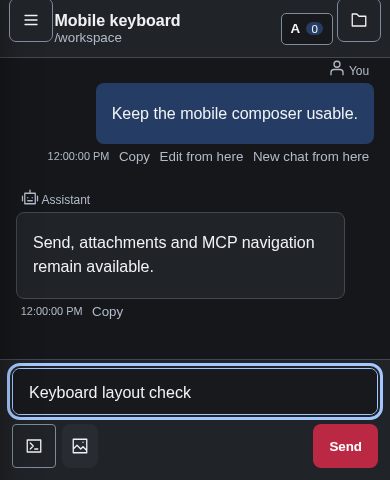 Mobile keyboard
/workspace
A 0
You
Keep the mobile composer usable.
12:00:00 PM Copy Edit from here New chat from here
Assistant
Send, attachments and MCP navigation
remain available.
12:00:00 PM Copy
Keyboard layout check
Send